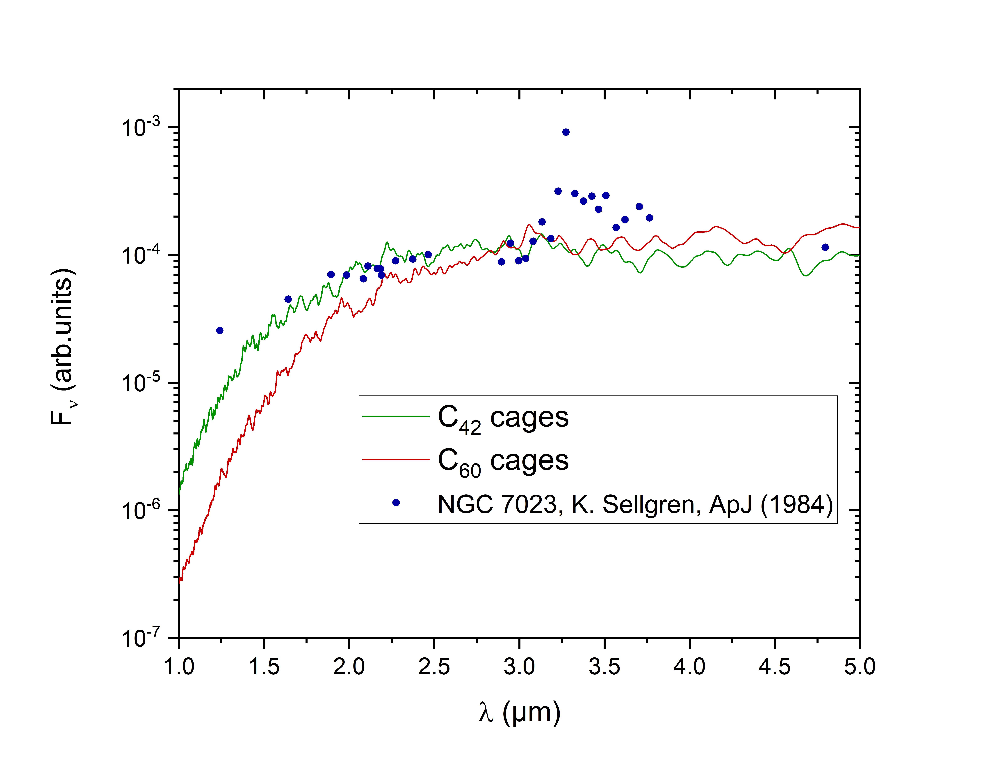 10⁻³
10⁻⁴
10⁻⁵
10⁻⁶
10⁻⁷
F_ν (arb.units)
C₄₂ cages
C₆₀ cages
NGC 7023, K. Sellgren, ApJ (1984)
1.0 1.5 2.0 2.5 3.0 3.5 4.0 4.5 5.0
λ (μm)